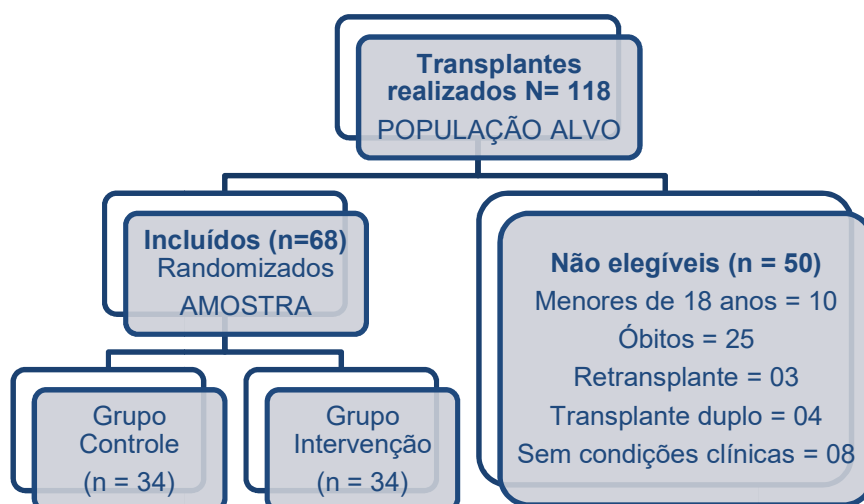 Transplantes
realizados N= 118
POPULAÇÃO ALVO
Incluídos (n=68)
Randomizados
AMOSTRA
Não elegíveis (n = 50)
Menores de 18 anos = 10
Óbitos = 25
Retransplante = 03
Transplante duplo = 04
Sem condições clínicas = 08
Grupo
Controle
(n = 34)
Grupo
Intervenção
(n = 34)